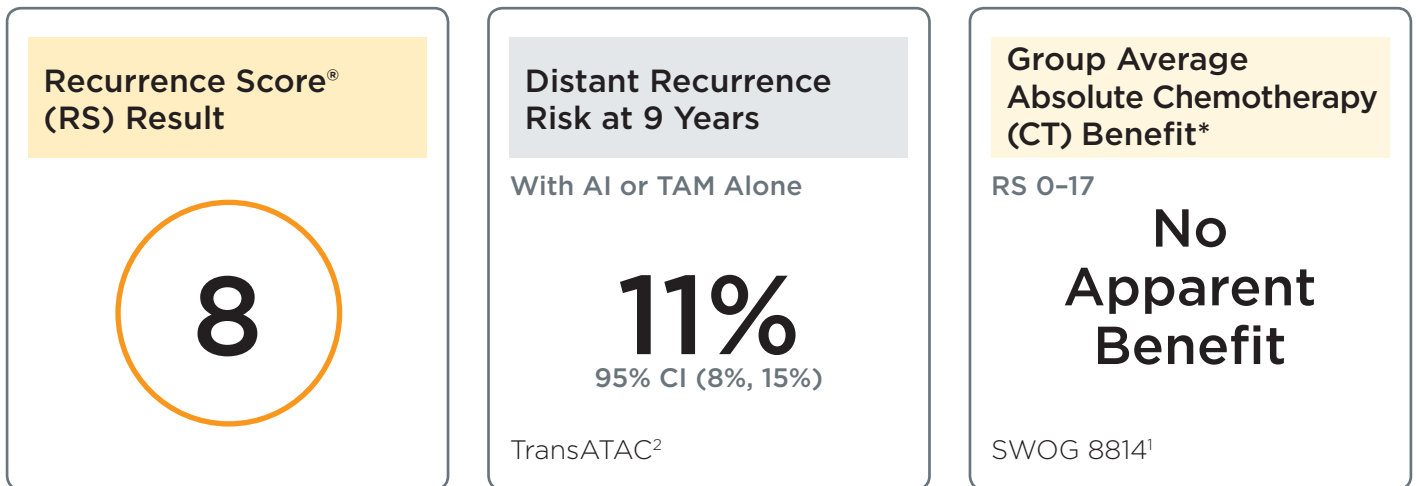 Recurrence Score®
(RS) Result
8
Distant Recurrence
Risk at 9 Years
With AI or TAM Alone
11%
95% CI (8%, 15%)
TransATAC²
Group Average
Absolute Chemotherapy
(CT) Benefit*
RS 0–17
No
Apparent
Benefit
SWOG 8814¹